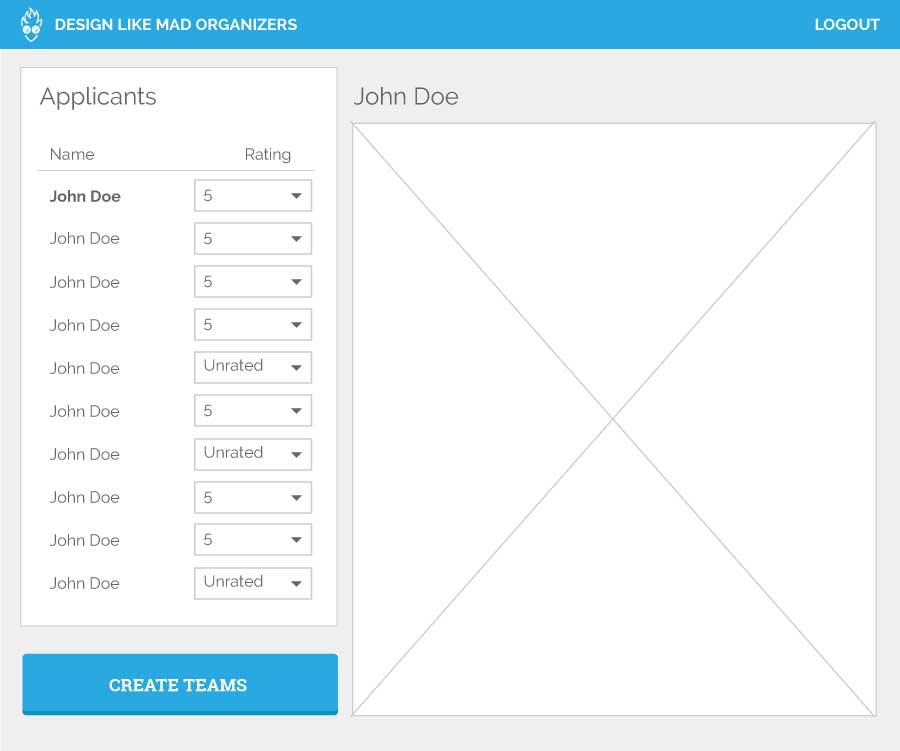 DESIGN LIKE MAD ORGANIZERS LOGOUT
Applicants
Name Rating
John Doe 5
John Doe 5
John Doe 5
John Doe 5
John Doe Unrated
John Doe 5
John Doe Unrated
John Doe 5
John Doe 5
John Doe Unrated
CREATE TEAMS
John Doe